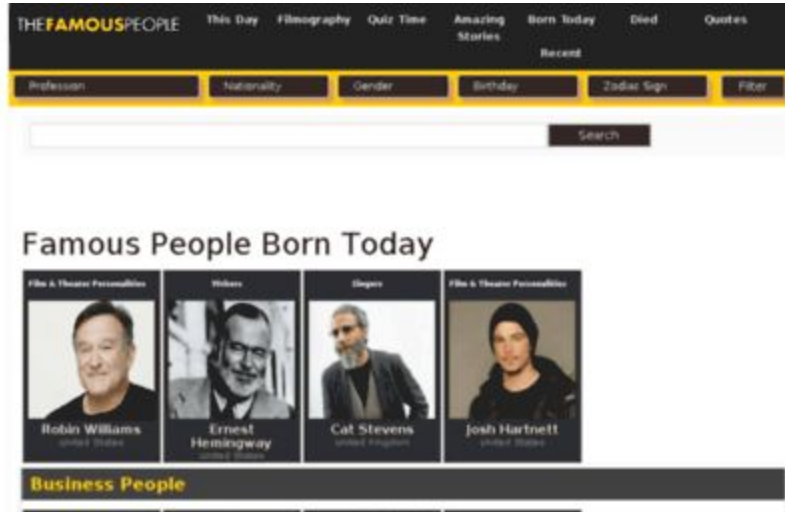 THEFAMOUSPEOPLE
This Day Filmography Quiz Time Amazing Stories Born Today Died Quotes
Recent
Profession Nationality Gender Birthday Zodiac Sign Filter
Search
Famous People Born Today
Film & Theater Personalities Writers Singers Film & Theater Personalities
Robin Williams
United States
Ernest
Hemingway
United States
Cat Stevens
United Kingdom
Josh Hartnett
United States
Business People